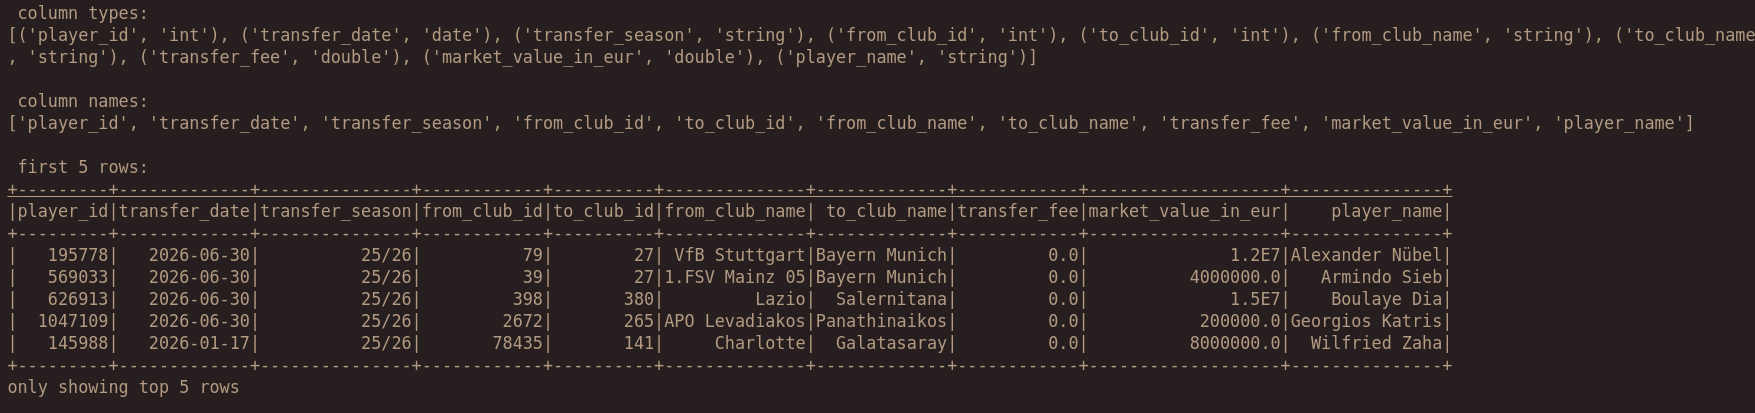 column types:
[('player_id', 'int'), ('transfer_date', 'date'), ('transfer_season', 'string'), ('from_club_id', 'int'), ('to_club_id', 'int'), ('from_club_name', 'string'), ('to_club_name
, 'string'), ('transfer_fee', 'double'), ('market_value_in_eur', 'double'), ('player_name', 'string')]
column names:
['player_id', 'transfer_date', 'transfer_season', 'from_club_id', 'to_club_id', 'from_club_name', 'to_club_name', 'transfer_fee', 'market_value_in_eur', 'player_name']
first 5 rows:
+---------+-------------+---------------+------------+----------+--------------+-------------+------------+-------------------+---------------+
|player_id|transfer_date|transfer_season|from_club_id|to_club_id|from_club_name| to_club_name|transfer_fee|market_value_in_eur|    player_name|
+---------+-------------+---------------+------------+----------+--------------+-------------+------------+-------------------+---------------+
|   195778|   2026-06-30|          25/26|          79|        27| VfB Stuttgart|Bayern Munich|         0.0|              1.2E7|Alexander Nübel|
|   569033|   2026-06-30|          25/26|          39|        27|1.FSV Mainz 05|Bayern Munich|         0.0|          4000000.0|   Armindo Sieb|
|   626913|   2026-06-30|          25/26|         398|       380|         Lazio|  Salernitana|         0.0|              1.5E7|    Boulaye Dia|
|  1047109|   2026-06-30|          25/26|        2672|       265|APO Levadiakos|Panathinaikos|         0.0|           200000.0|Georgios Katris|
|   145988|   2026-01-17|          25/26|       78435|       141|     Charlotte|  Galatasaray|         0.0|          8000000.0|  Wilfried Zaha|
+---------+-------------+---------------+------------+----------+--------------+-------------+------------+-------------------+---------------+
only showing top 5 rows